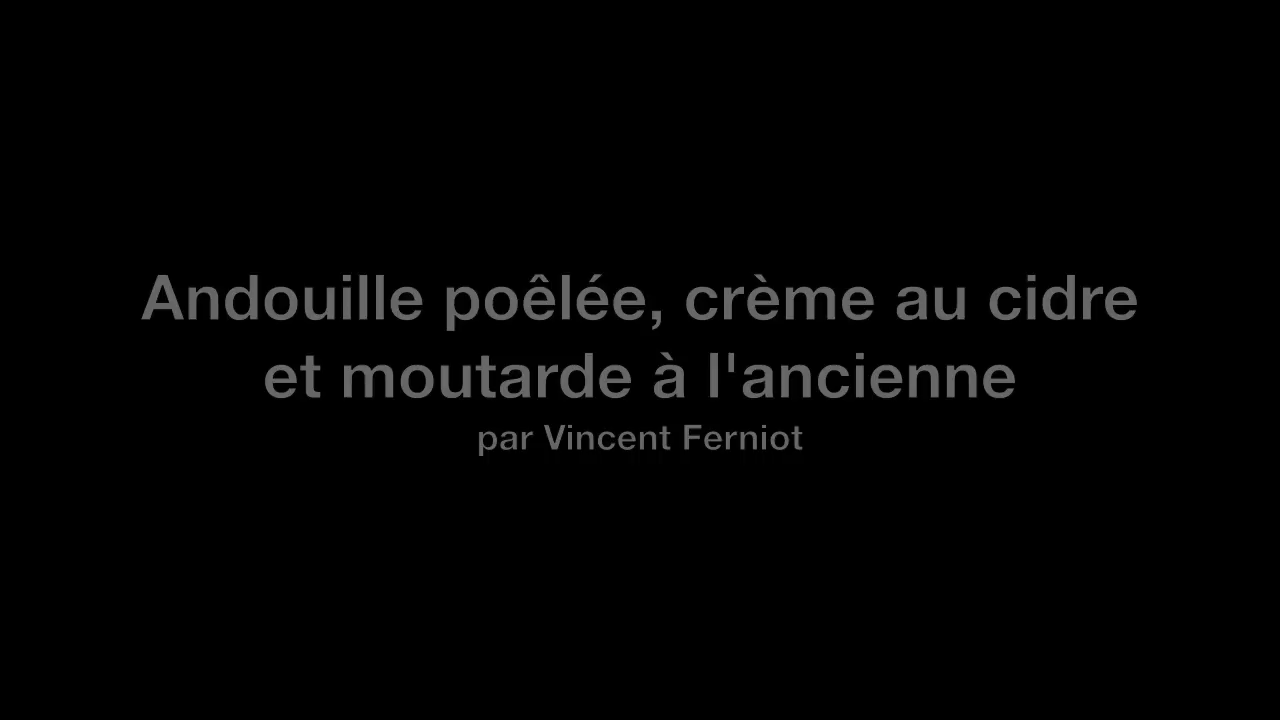 Andouille poêlée, crème au cidre
et moutarde à l'ancienne
par Vincent Ferniot